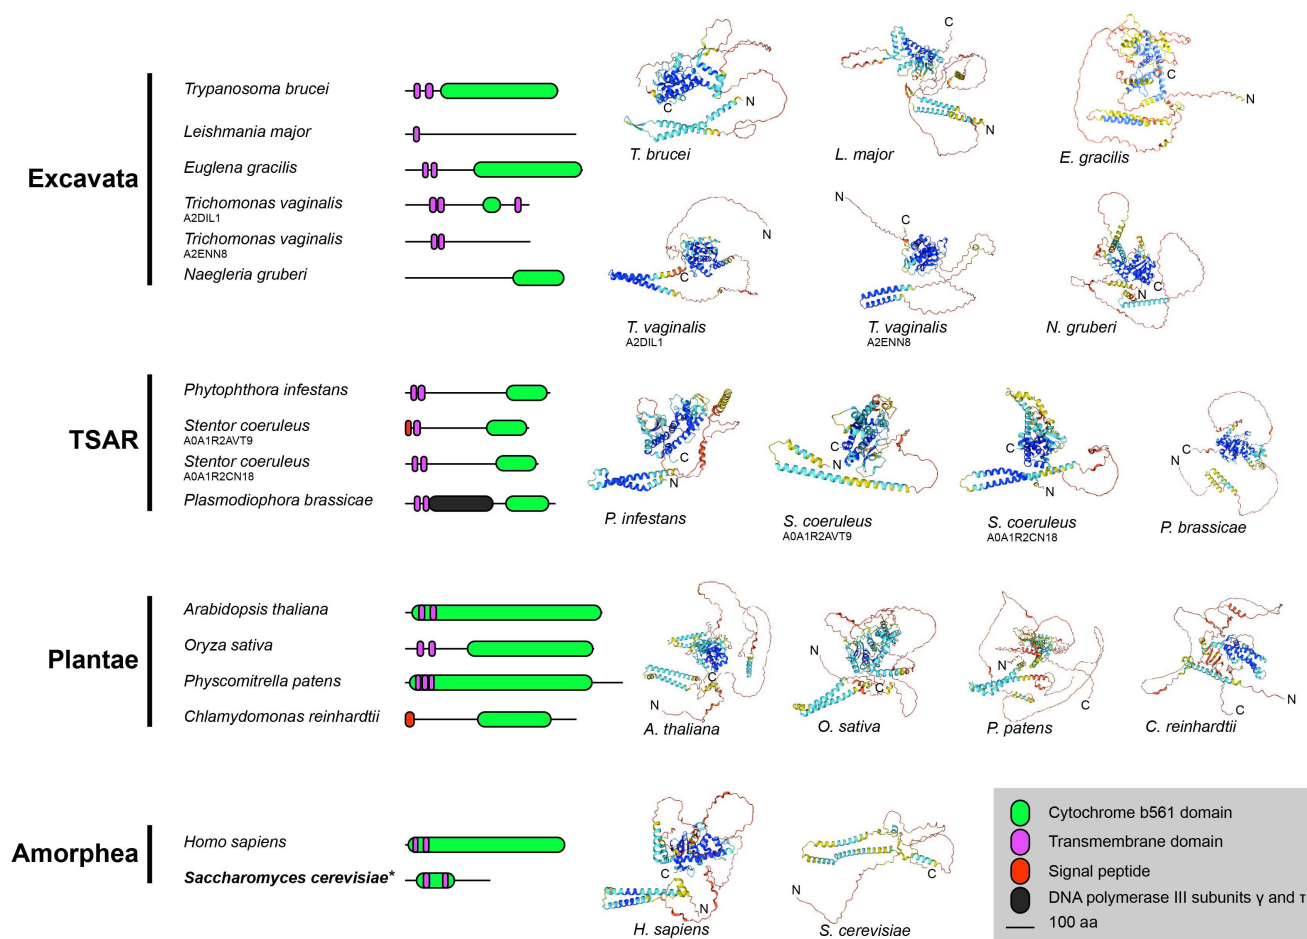 Excavata
Trypanosoma brucei
Leishmania major
Euglena gracilis
Trichomonas vaginalis
A2DIL1
Trichomonas vaginalis
A2ENN8
Naegleria gruberi
C
N
T. brucei
C
N
L. major
C
N
E. gracilis
N
C
T. vaginalis
A2DIL1
N
C
T. vaginalis
A2ENN8
N
C
N. gruberi
TSAR
Phytophthora infestans
Stentor coeruleus
A0A1R2AVT9
Stentor coeruleus
A0A1R2CN18
Plasmodiophora brassicae
C
N
P. infestans
C
N
S. coeruleus
A0A1R2AVT9
C
N
S. coeruleus
A0A1R2CN18
C
N
P. brassicae
Plantae
Arabidopsis thaliana
Oryza sativa
Physcomitrella patens
Chlamydomonas reinhardtii
C
N
A. thaliana
N
C
O. sativa
N
C
P. patens
N
C
C. reinhardtii
Amorphea
Homo sapiens
Saccharomyces cerevisiae*
C
N
H. sapiens
N
C
S. cerevisiae
Cytochrome b561 domain
Transmembrane domain
Signal peptide
DNA polymerase III subunits γ and τ
100 aa